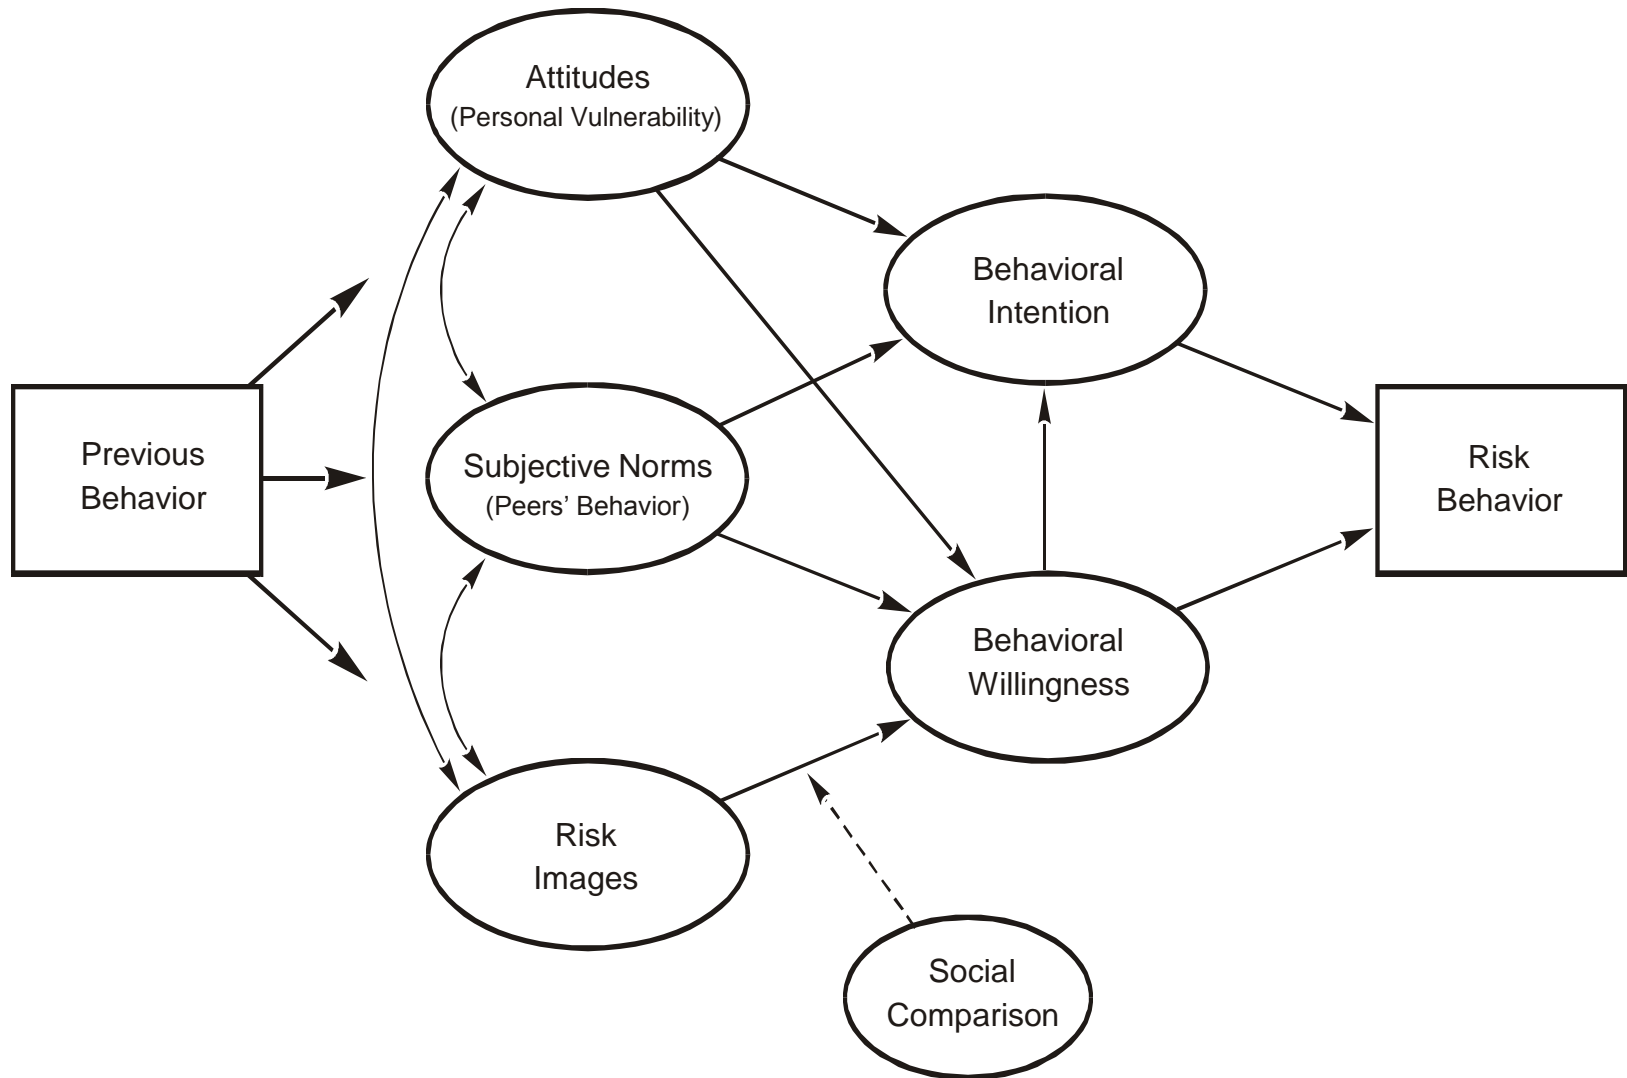 Attitudes
(Personal Vulnerability)
Behavioral
Intention
Previous
Behavior
Subjective Norms
(Peers’ Behavior)
Risk
Behavior
Behavioral
Willingness
Risk
Images
Social
Comparison